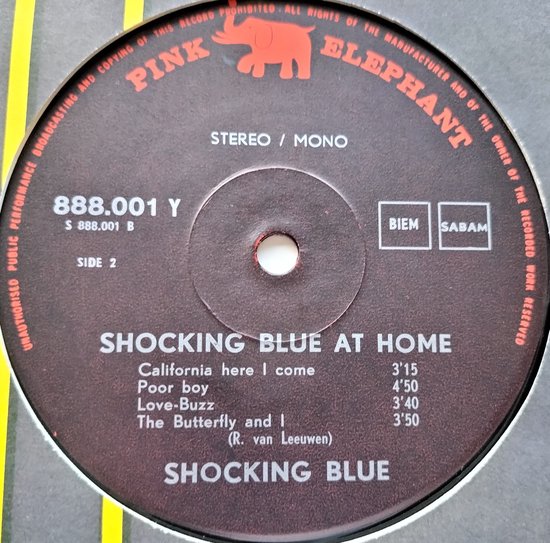 UNAUTHORISED PUBLIC PERFORMANCE BROADCASTING AND COPYING OF THIS RECORD PROHIBITED - ALL RIGHTS OF THE MANUFACTURER AND OF THE OWNER OF THE RECORDED WORK RESERVED
PINK ELEPHANT
STEREO / MONO
888.001 Y
S 888.001 B
BIEM
SABAM
SIDE 2
SHOCKING BLUE AT HOME
California here I come 3'15
Poor boy 4'50
Love-Buzz 3'40
The Butterfly and I 3'50
(R. van Leeuwen)
SHOCKING BLUE